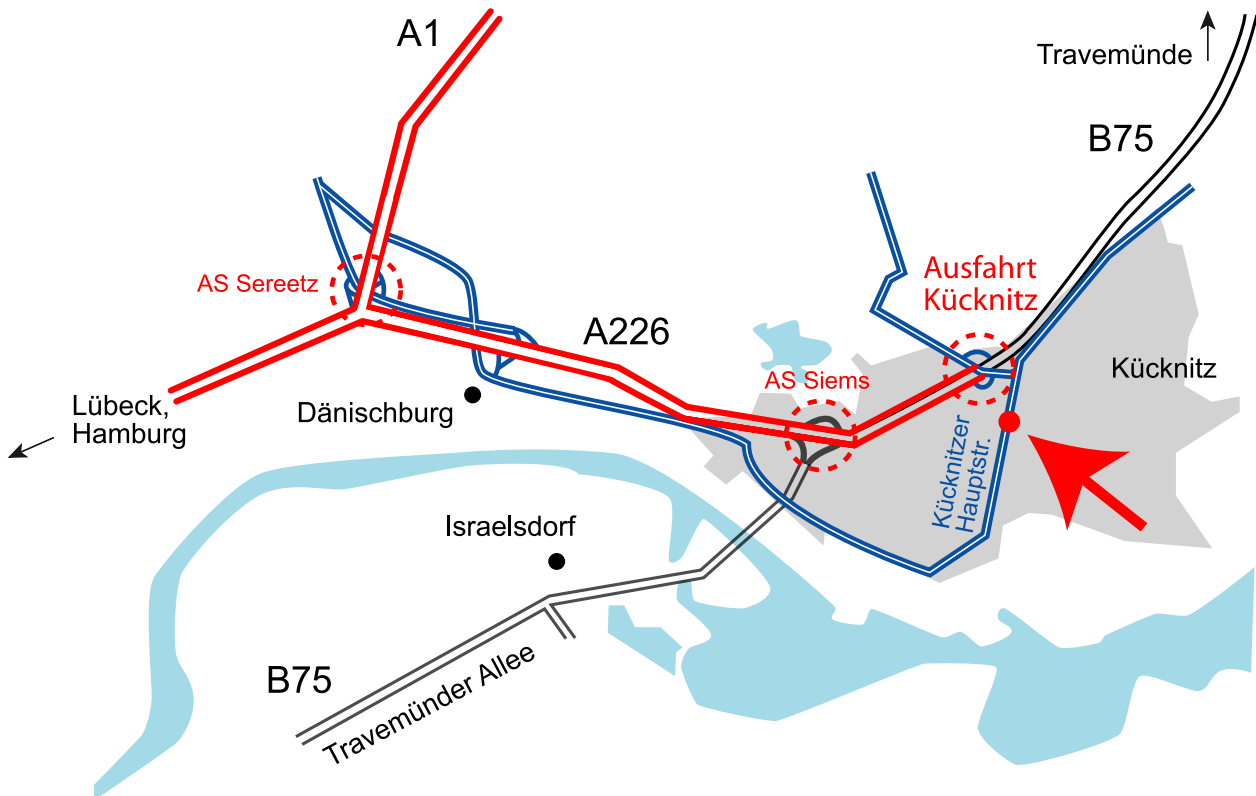 A1
Travemünde
B75
AS Sereetz
Ausfahrt
Kücknitz
A226
AS Siems
Kücknitz
Lübeck,
Hamburg
Dänischburg
Kücknitzer
Hauptstr.
Israelsdorf
B75
Travemünder Allee